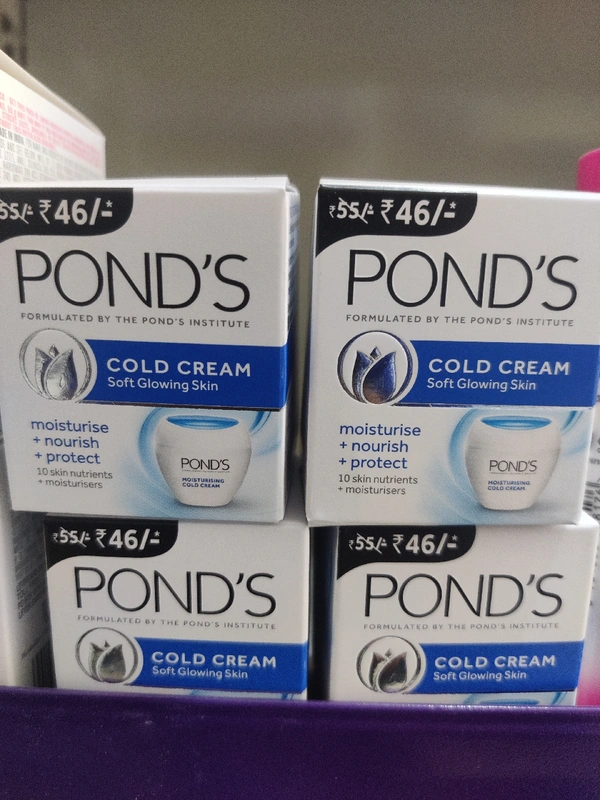 ₹55/- ₹46/-*
POND'S
FORMULATED BY THE POND'S INSTITUTE
COLD CREAM
Soft Glowing Skin
moisturise
+ nourish
+ protect
10 skin nutrients
+ moisturisers
POND'S
MOISTURISING
COLD CREAM
₹55/- ₹46/-*
POND'S
FORMULATED BY THE POND'S INSTITUTE
COLD CREAM
Soft Glowing Skin
moisturise
+ nourish
+ protect
10 skin nutrients
+ moisturisers
POND'S
MOISTURISING
COLD CREAM
₹55/- ₹46/-*
POND'S
FORMULATED BY THE POND'S INSTITUTE
COLD CREAM
Soft Glowing Skin
₹55/- ₹46/-*
POND'S
FORMULATED BY THE POND'S INSTITUTE
COLD CREAM
Soft Glowing Skin